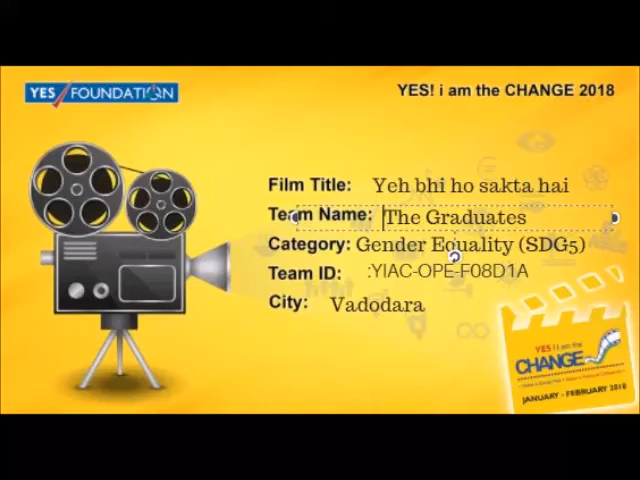 YES FOUNDATION
YES! i am the CHANGE 2018
Film Title: Yeh bhi ho sakta hai
Team Name: The Graduates
Category: Gender Equality (SDG5)
Team ID: :YIAC-OPE-F08D1A
City: Vadodara
YES! I am the
CHANGE
JANUARY - FEBRUARY 2018